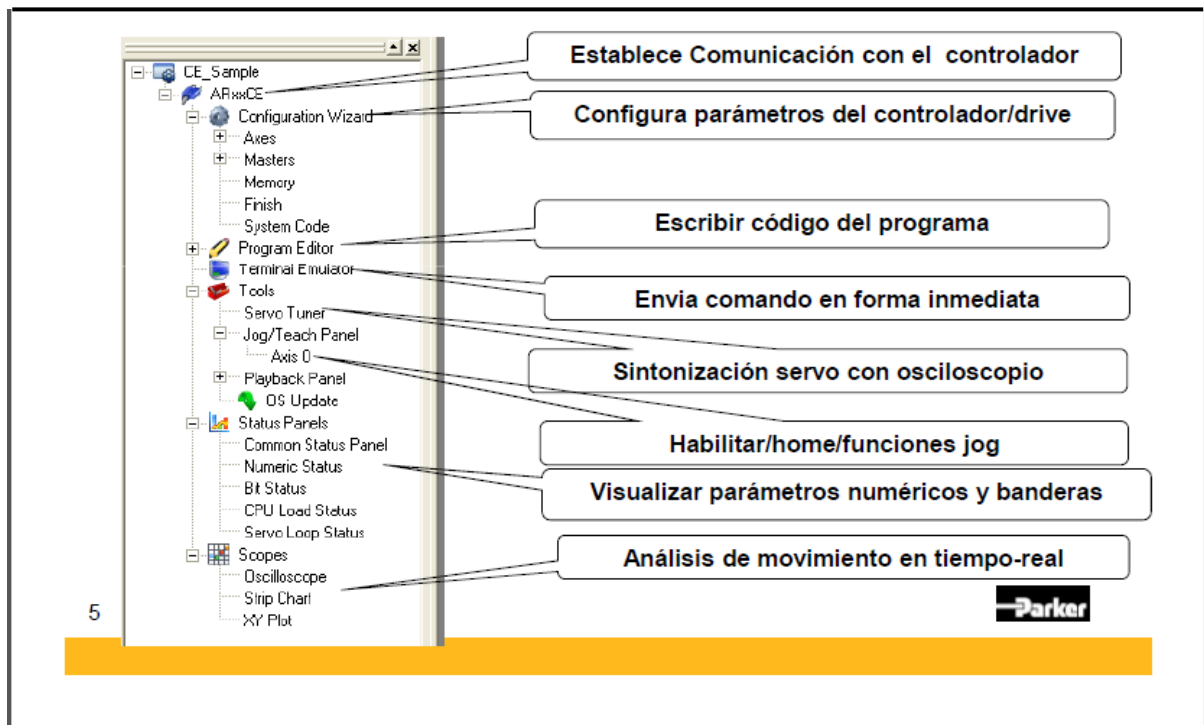 CE_Sample
ARxxCE
Configuration Wizard
Axes
Masters
Memory
Finish
System Code
Program Editor
Terminal Emulator
Tools
Servo Tuner
Jog/Teach Panel
Axis 0
Playback Panel
OS Update
Status Panels
Common Status Panel
Numeric Status
Bit Status
CPU Load Status
Servo Loop Status
Scopes
Oscilloscope
Strip Chart
XY Plot
Establece Comunicación con el controlador
Configura parámetros del controlador/drive
Escribir código del programa
Envia comando en forma inmediata
Sintonización servo con osciloscopio
Habilitar/home/funciones jog
Visualizar parámetros numéricos y banderas
Análisis de movimiento en tiempo-real
5
Parker